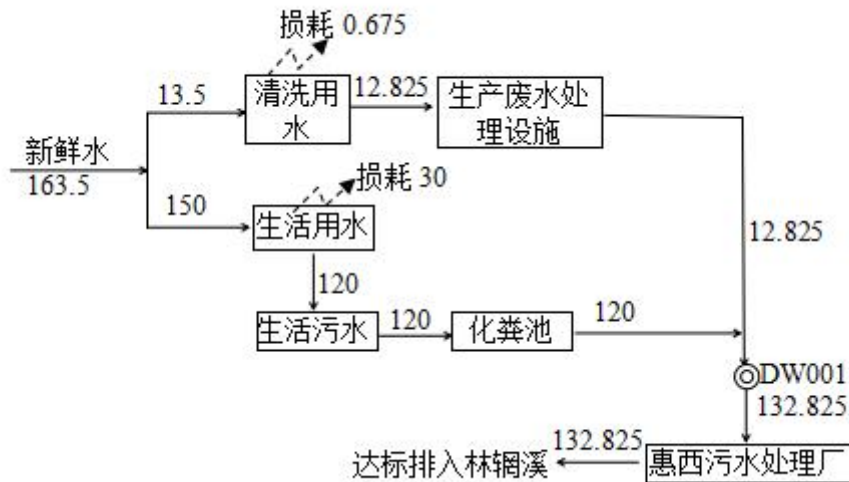 损耗 0.675
13.5
清洗用
水
12.825
生产废水处
理设施
新鲜水
163.5
损耗 30
150
生活用水
12.825
120
生活污水
120
化粪池
120
DW001
132.825
132.825
达标排入林辋溪
惠西污水处理厂